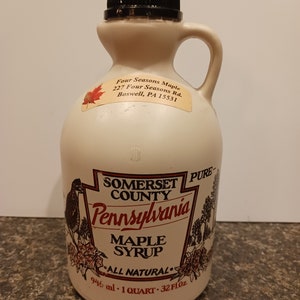 Four Seasons Maple
227 Four Seasons Rd.
Boswell, PA 15531
PURE
SOMERSET
COUNTY
Pennsylvania
MAPLE
SYRUP
ALL NATURAL
946 ml · 1 QUART · 32 FL OZ